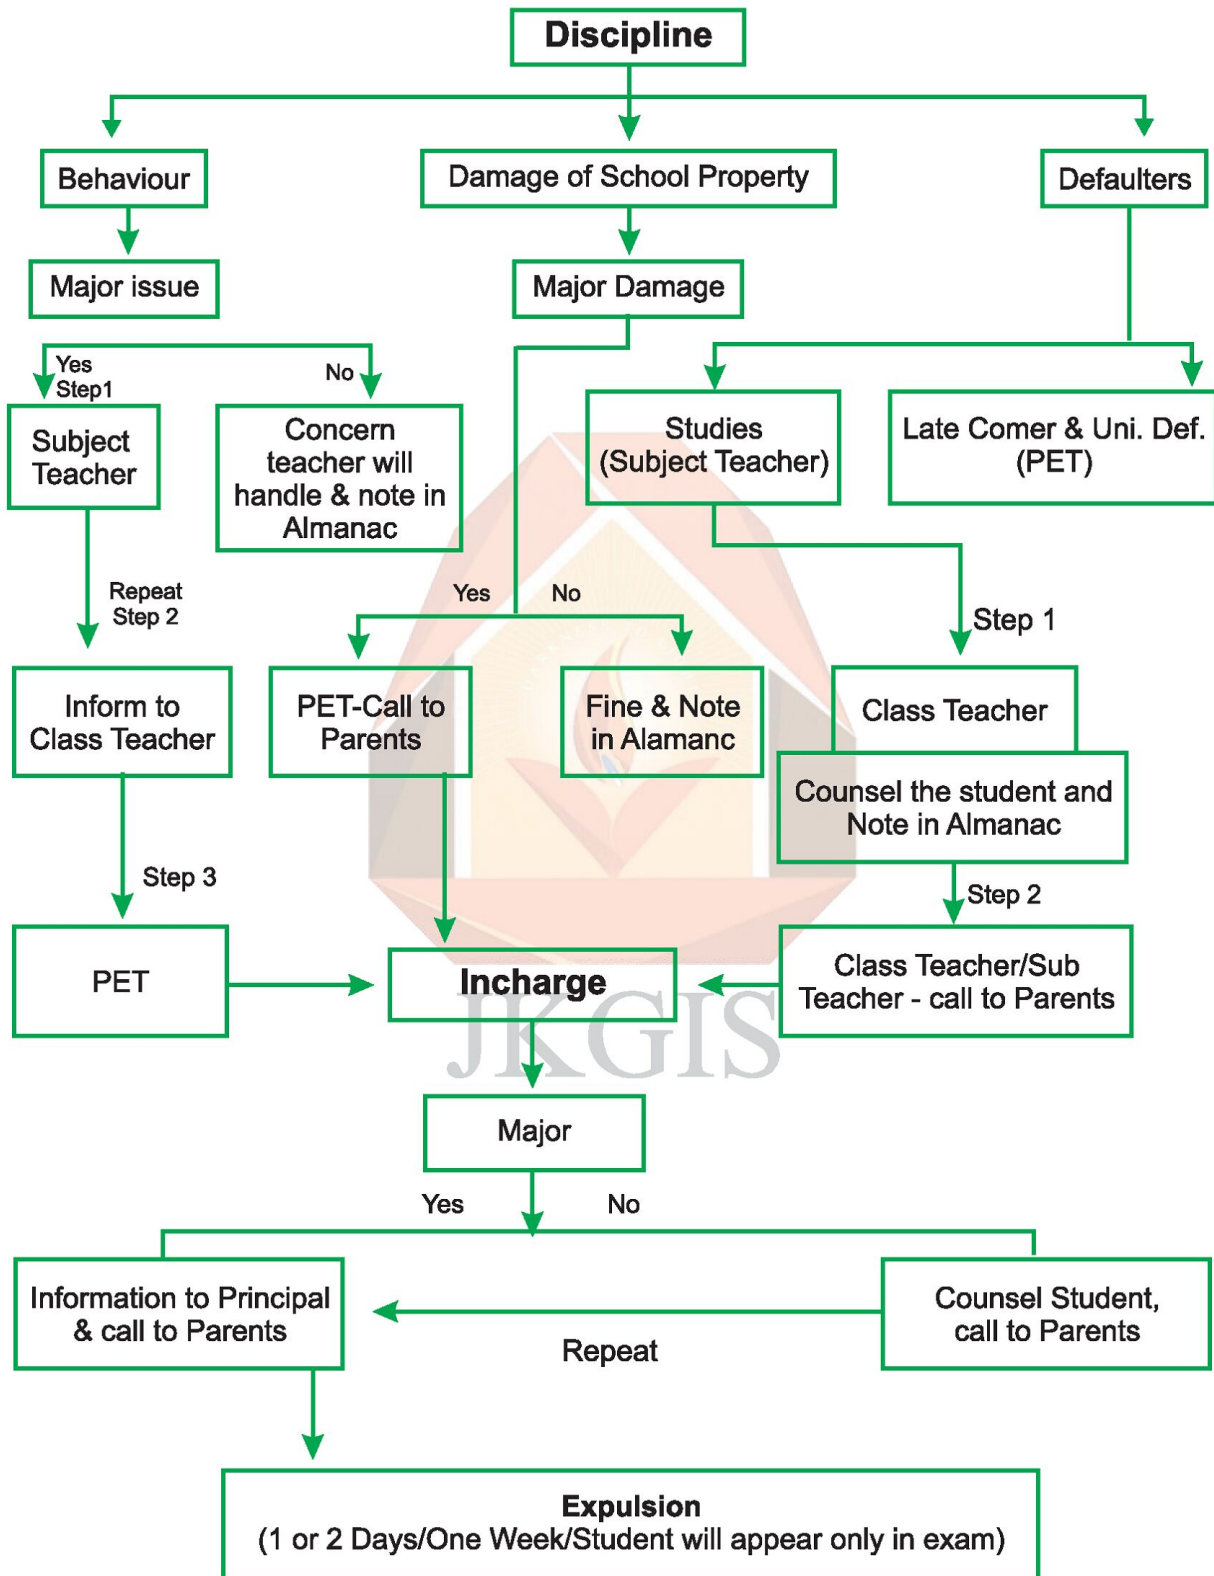 Discipline
Behaviour
Damage of School Property
Defaulters
Major issue
Major Damage
Yes
Step1
No
Subject
Teacher
Concern
teacher will
handle & note in
Almanac
Studies
(Subject Teacher)
Late Comer & Uni. Def.
(PET)
Repeat
Step 2
Yes
No
Step 1
Inform to
Class Teacher
PET-Call to
Parents
Fine & Note
in Alamanc
Class Teacher
Counsel the student and
Note in Almanac
Step 3
Step 2
PET
Incharge
Class Teacher/Sub
Teacher - call to Parents
JKGIS
Major
Yes
No
Information to Principal
& call to Parents
Repeat
Counsel Student,
call to Parents
Expulsion
(1 or 2 Days/One Week/Student will appear only in exam)